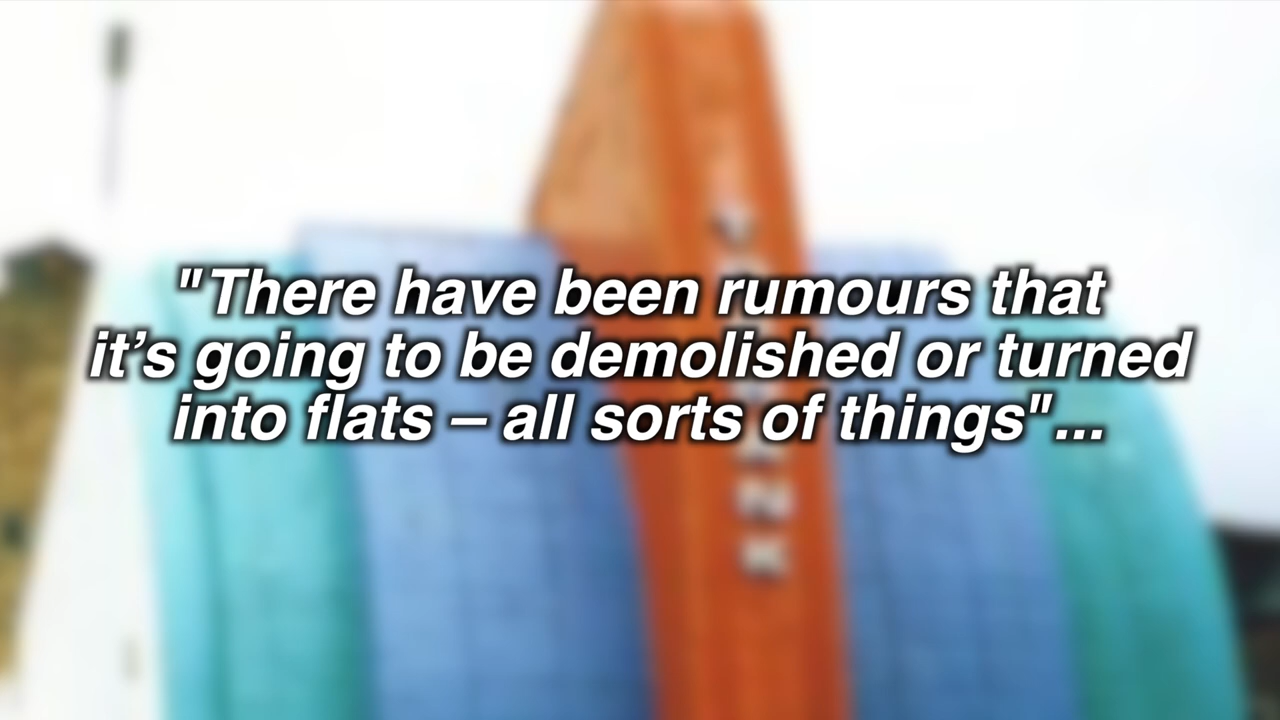 "There have been rumours that
it’s going to be demolished or turned
into flats – all sorts of things"...